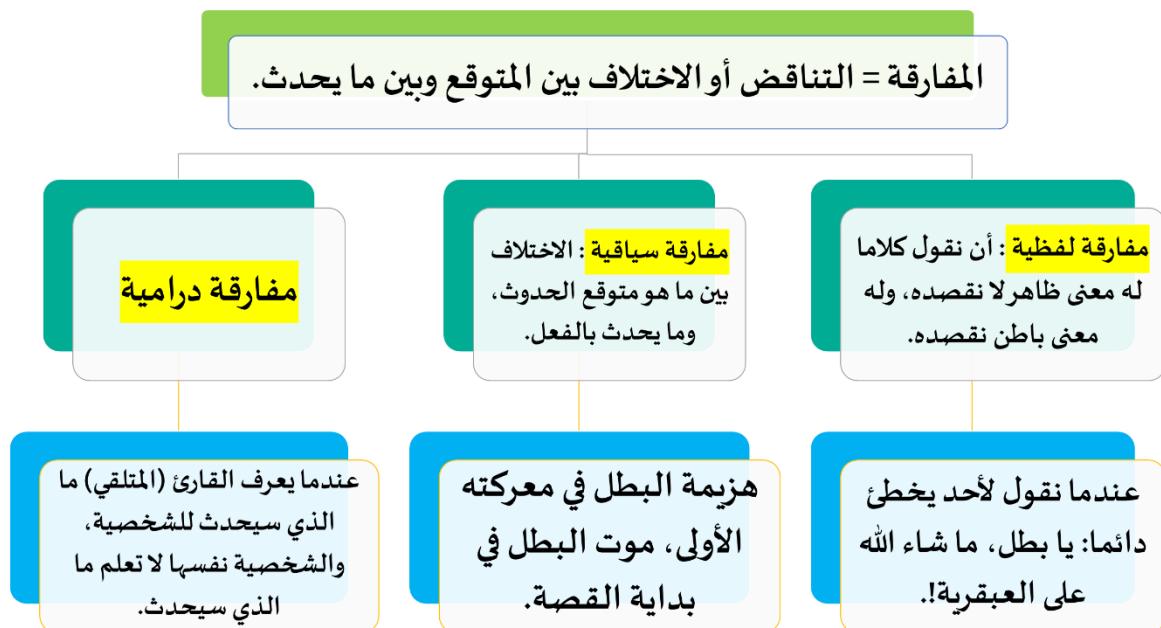 المفارقة = التناقض أو الاختلاف بين المتوقع وبين ما يحدث.
مفارقة لفظية : أن نقول كلاما
له معنى ظاهر لا نقصده، وله
معنى باطن نقصده.
مفارقة سياقية : الاختلاف
بين ما هو متوقع الحدوث،
وما يحدث بالفعل.
مفارقة درامية
عندما نقول لأحد يخطئ
دائما: يا بطل، ما شاء الله
على العبقرية!.
هزيمة البطل في معركته
الأولى، موت البطل في
بداية القصة.
عندما يعرف القارئ (المتلقي) ما
الذي سيحدث للشخصية،
والشخصية نفسها لا تعلم ما
الذي سيحدث.